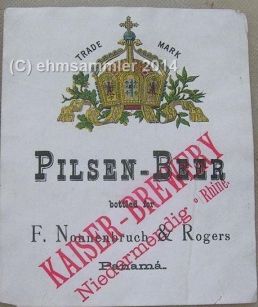 TRADE MARK
(C) ehmsammler 2014
PILSEN-BEER
bottled for
KAISER-BREWERY
Niedermendig a/Rhine.
F. Nonnenbruch & Rogers
Panamá.